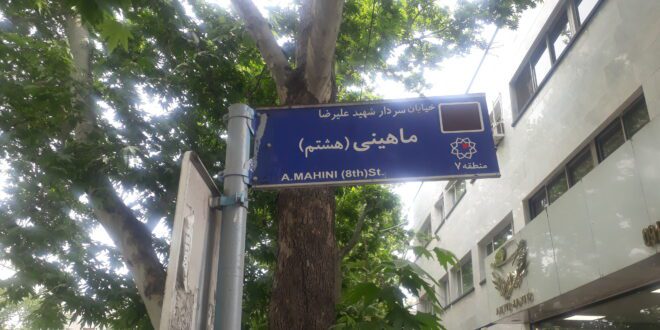 خیابان سردار شهید علیرضا
ماهینی (هشتم)
منطقه ۷
A.MAHINI (8th)St.